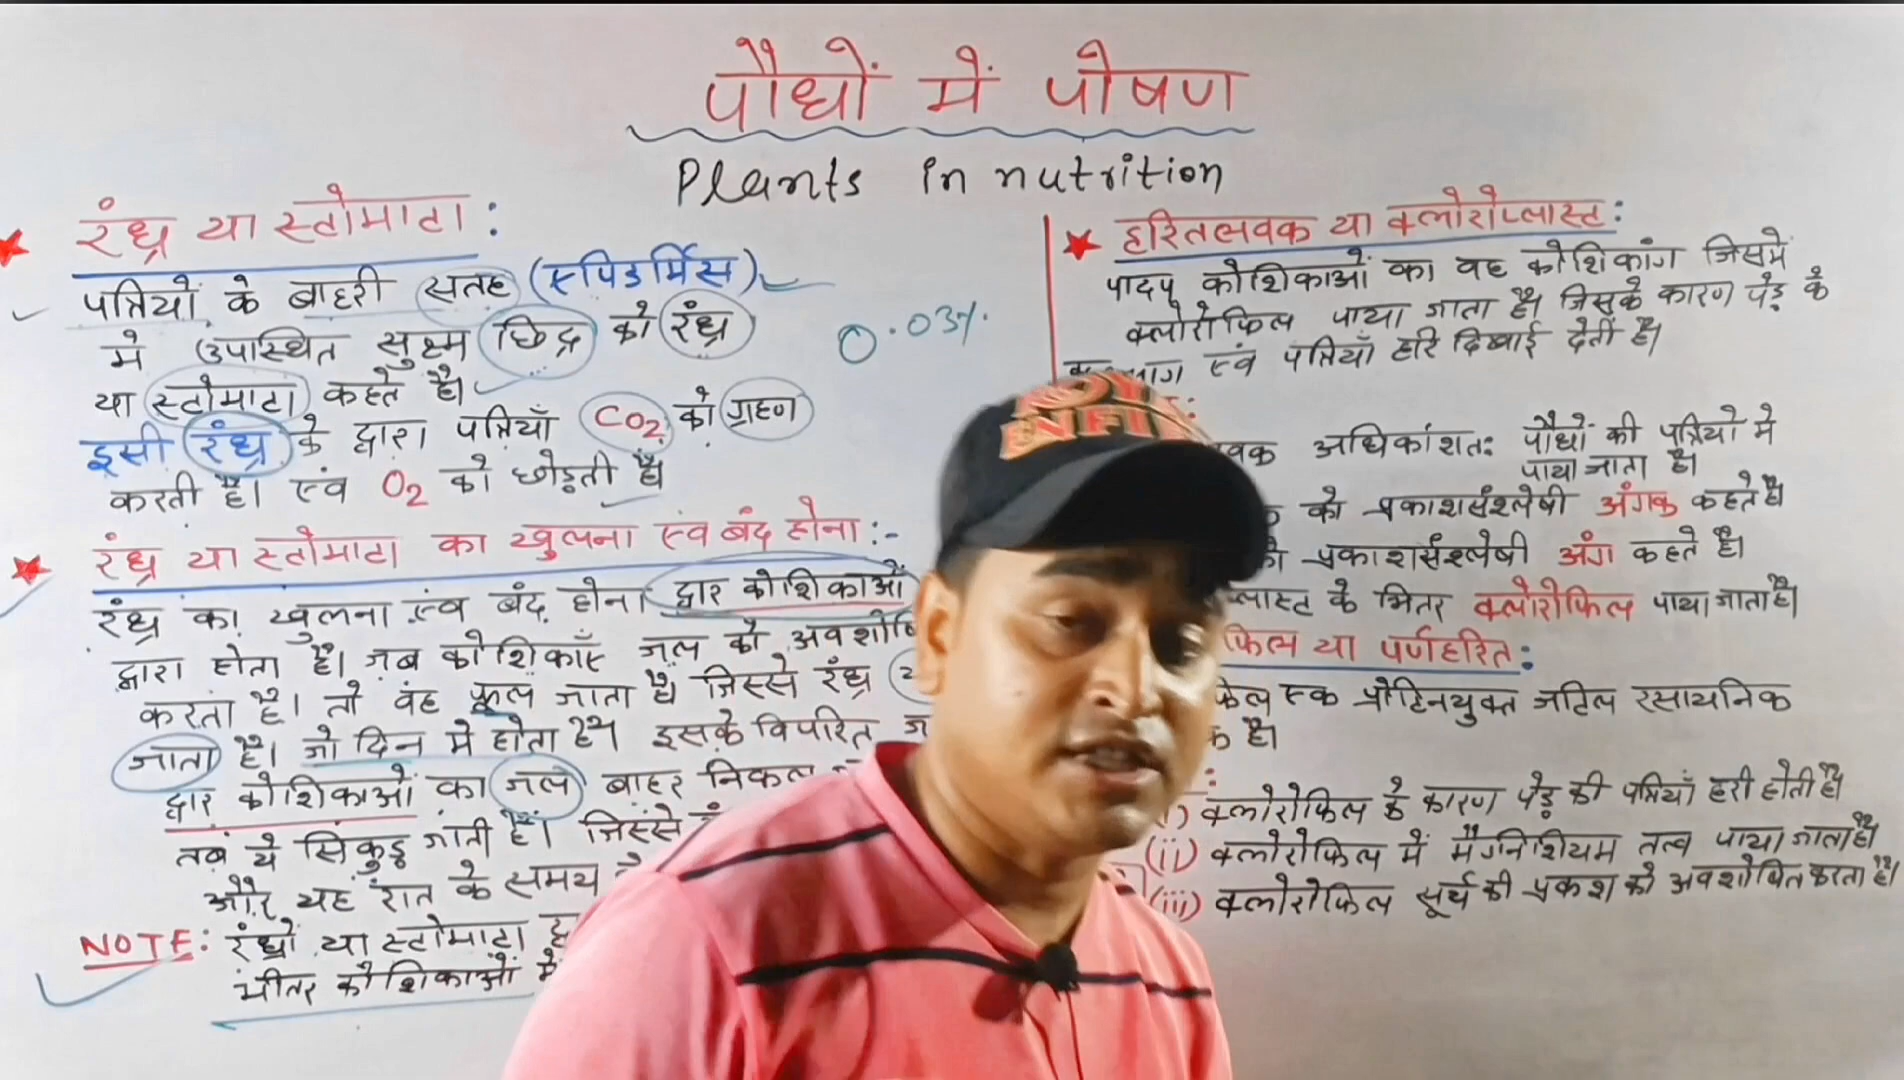 पौधों में पोषण
Plants in nutrition
रंध्र या स्टोमाटा :
पत्तियों के बाहरी सतह (एपिडर्मिस)
में उपस्थित सुक्ष्म छिद्र को रंध्र
या स्टोमाटा कहते है।
इसी रंध्र के द्वारा पत्तियाँ CO2 को ग्रहण
करती है। एवं O2 को छोड़ती है
0.03%.
रंध्र या स्तोमाटा का खुलना एवं बंद होना :-
रंध्र का खुलना एवं बंद होना द्वार कोशिकाओं
द्वारा होता है। जब कोशिकाएँ जल को
करता है। तो वह फूल जाता है जिससे रंध्र
जाता है। जो दिन में होता है। इसके विपरित
द्वार कोशिकाओं का जल बाहर निकल
तब ये सिकुड़ जाती है। जिससे
और यह रात के समय
NOTE: रंध्रों या स्टोमाटा
भीतर कोशिकाओं
हरितलवक या क्लोरोप्लास्ट :
पादप कोशिकाओं का वह कोशिकांग जिसमें
क्लोरोफिल पाया जाता है। जिसके कारण पेड़ के
एवं पत्तियाँ हरि दिखाई देती है।
अधिकांशतः पौधों की पत्रियो में
पाया जाता है।
को प्रकाशसंश्लेषी अंगक कहते है।
प्रकाशसंश्लेषी अंग कहते है।
के भितर क्लोरोफिल पाया जाता है।
या पर्णहरित :
एक प्रोटिनयुक्त जटिल रसायनिक
है।
क्लोरोफिल के कारण पेड़ की पत्तियाँ हरी होती है।
(ii) क्लोरोफिल में मैग्निशियम तत्व पाया जाता है।
(iii) क्लोरोफिल सूर्य की प्रकश को अवशोषित करता है।